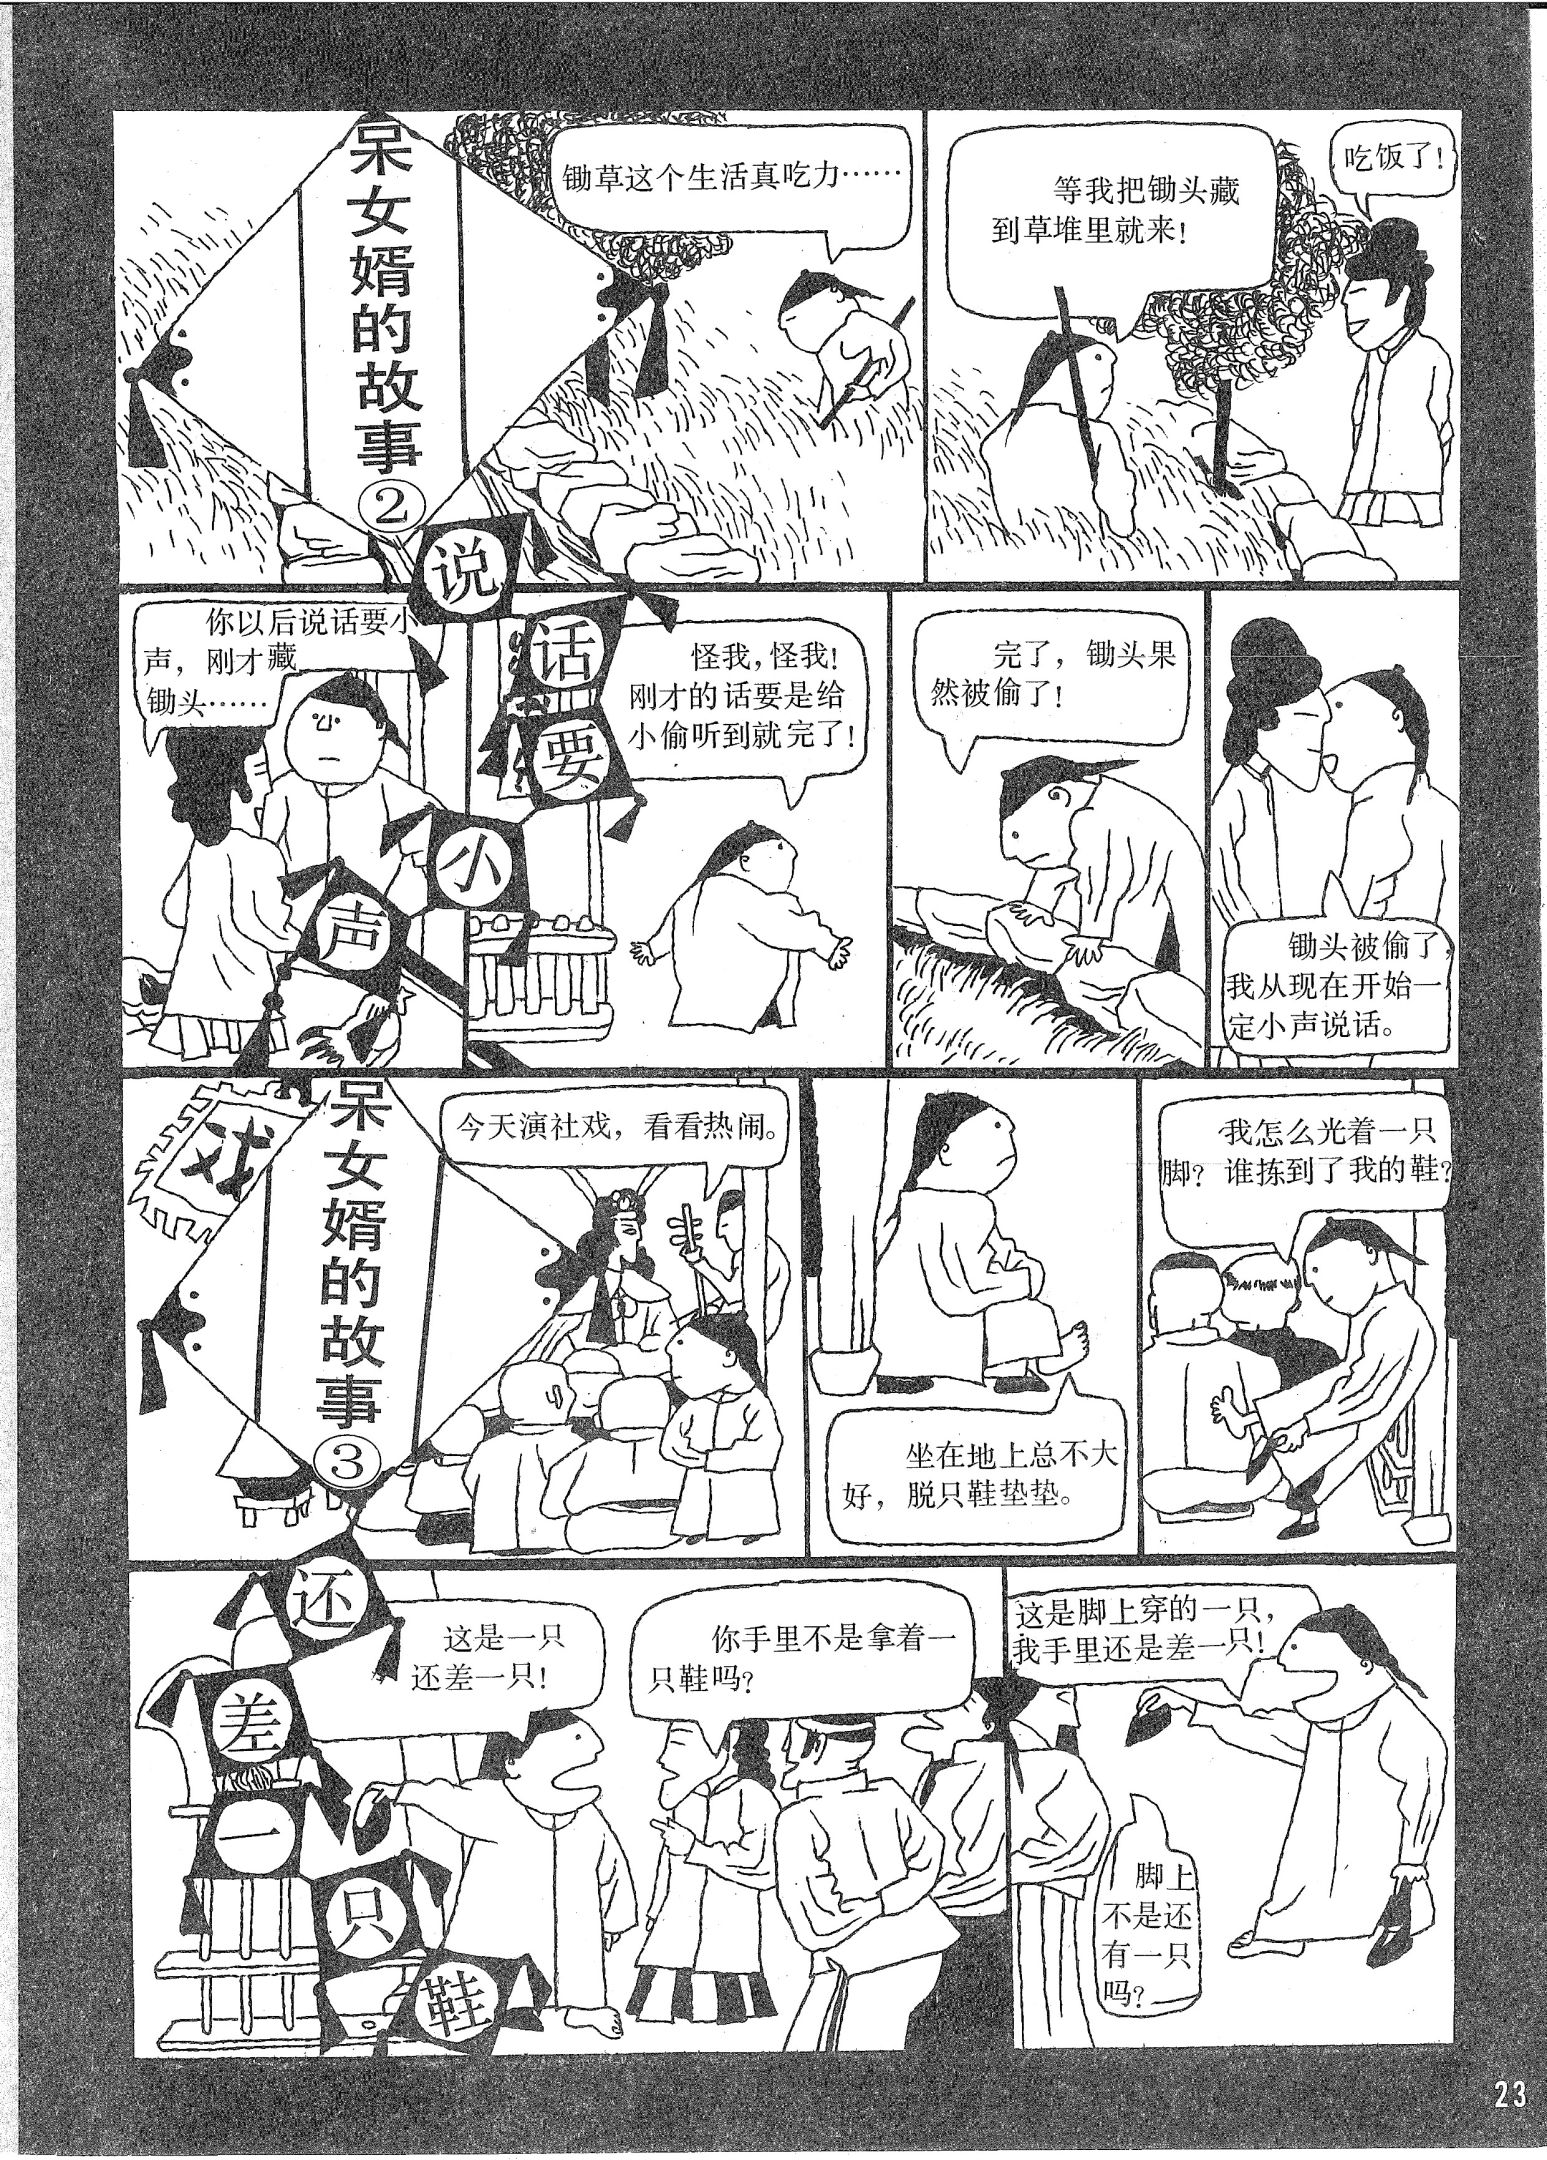 呆女婿的故事②
说话要小声
锄草这个生活真吃力……
吃饭了！
等我把锄头藏
到草堆里就来！
你以后说话要小
声，刚才藏
锄头……
怪我，怪我！
刚才的话要是给
小偷听到就完了！
完了，锄头果
然被偷了！
锄头被偷了，
我从现在开始一
定小声说话。
呆女婿的故事③
还差一只鞋
戏
今天演社戏，看看热闹。
坐在地上总不大
好，脱只鞋垫垫。
我怎么光着一只
脚？谁拣到了我的鞋？
这是一只
还差一只！
你手里不是拿着一
只鞋吗？
这是脚上穿的一只，
我手里还是差一只！
脚上
不是还
有一只
吗？
23